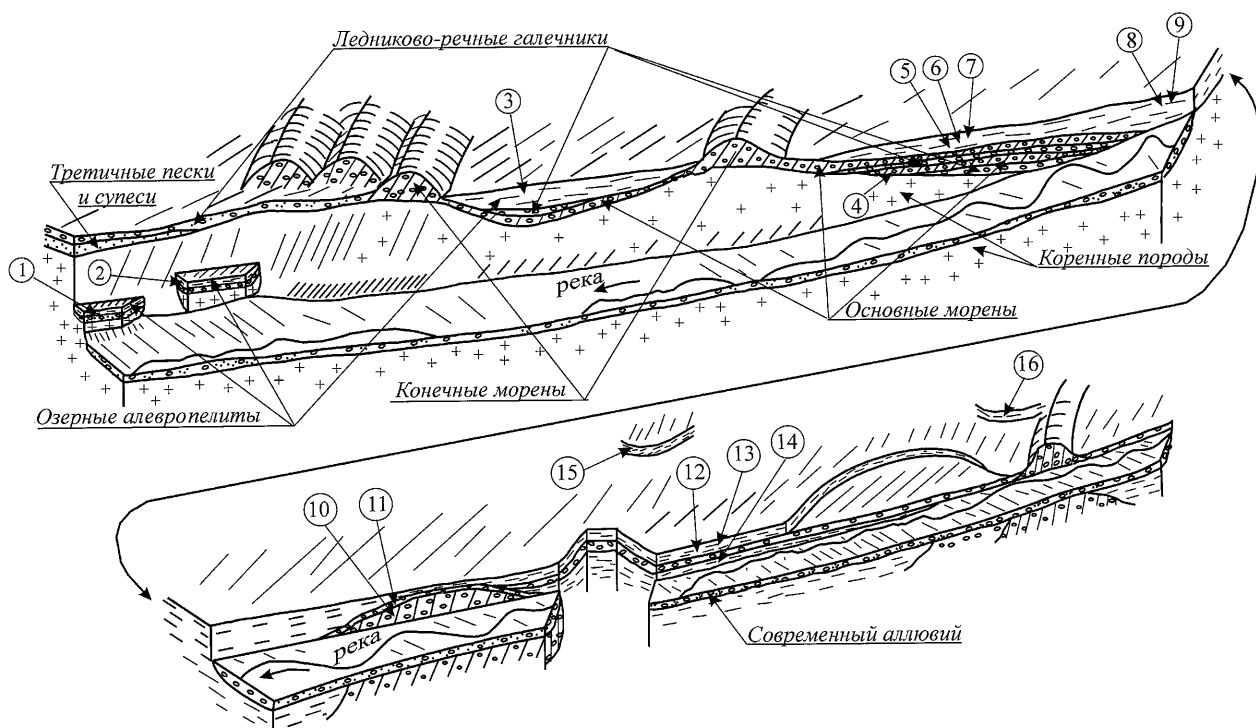 Ледниково-речные галечники
8
9
5
6
7
3
Третичные пески
и супеси
1
2
4
Коренные породы
река
Основные морены
Конечные морены
Озерные алевропелиты
16
15
12
13
14
10
11
река
Современный аллювий